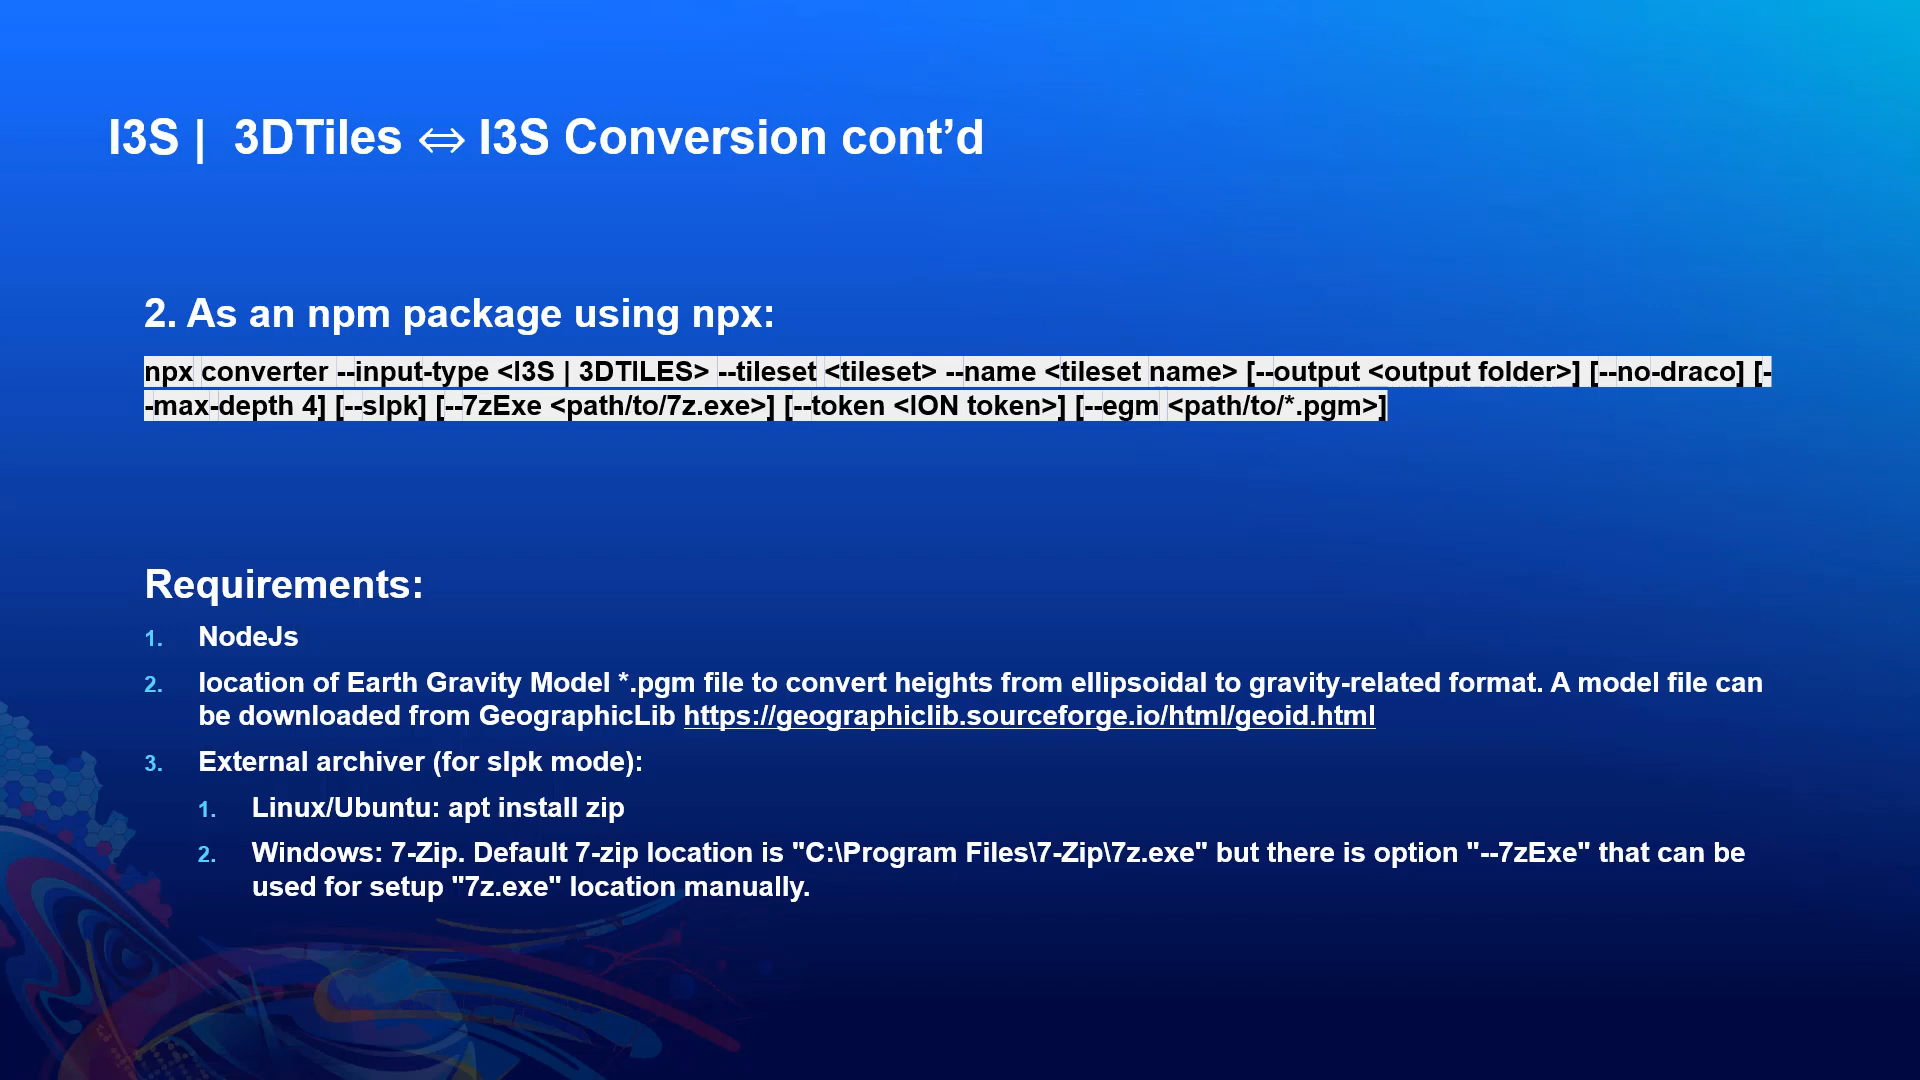 I3S | 3DTiles ⇔ I3S Conversion cont’d
2. As an npm package using npx:
npx converter --input-type <I3S | 3DTILES> --tileset <tileset> --name <tileset name> [--output <output folder>] [--no-draco] [-
-max-depth 4] [--slpk] [--7zExe <path/to/7z.exe>] [--token <ION token>] [--egm <path/to/*.pgm>]
Requirements:
1. NodeJs
2. location of Earth Gravity Model *.pgm file to convert heights from ellipsoidal to gravity-related format. A model file can
be downloaded from GeographicLib https://geographiclib.sourceforge.io/html/geoid.html
3. External archiver (for slpk mode):
1. Linux/Ubuntu: apt install zip
2. Windows: 7-Zip. Default 7-zip location is "C:\Program Files\7-Zip\7z.exe" but there is option "--7zExe" that can be
used for setup "7z.exe" location manually.